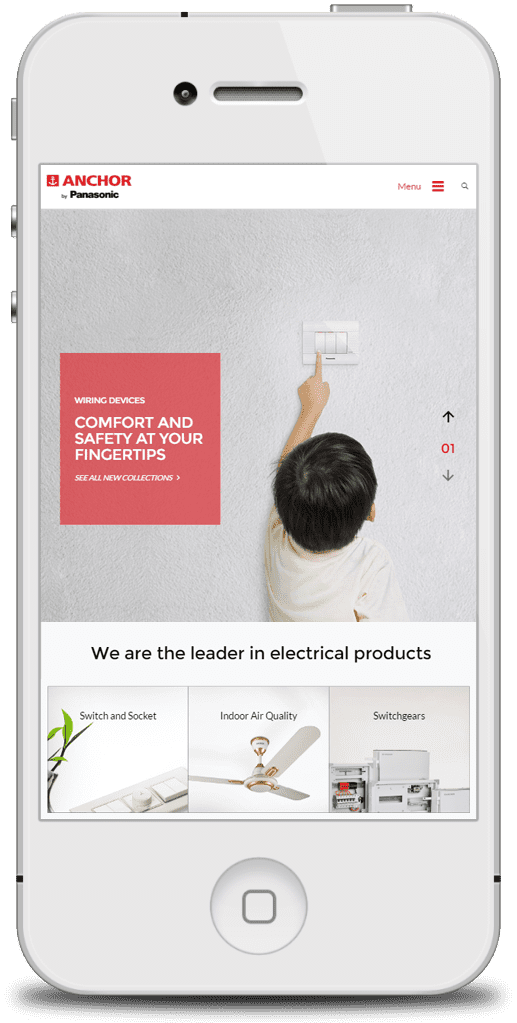 ANCHOR
by Panasonic
Menu
WIRING DEVICES
COMFORT AND
SAFETY AT YOUR
FINGERTIPS
SEE ALL NEW COLLECTIONS >
01
We are the leader in electrical products
Switch and Socket
Indoor Air Quality
Switchgears